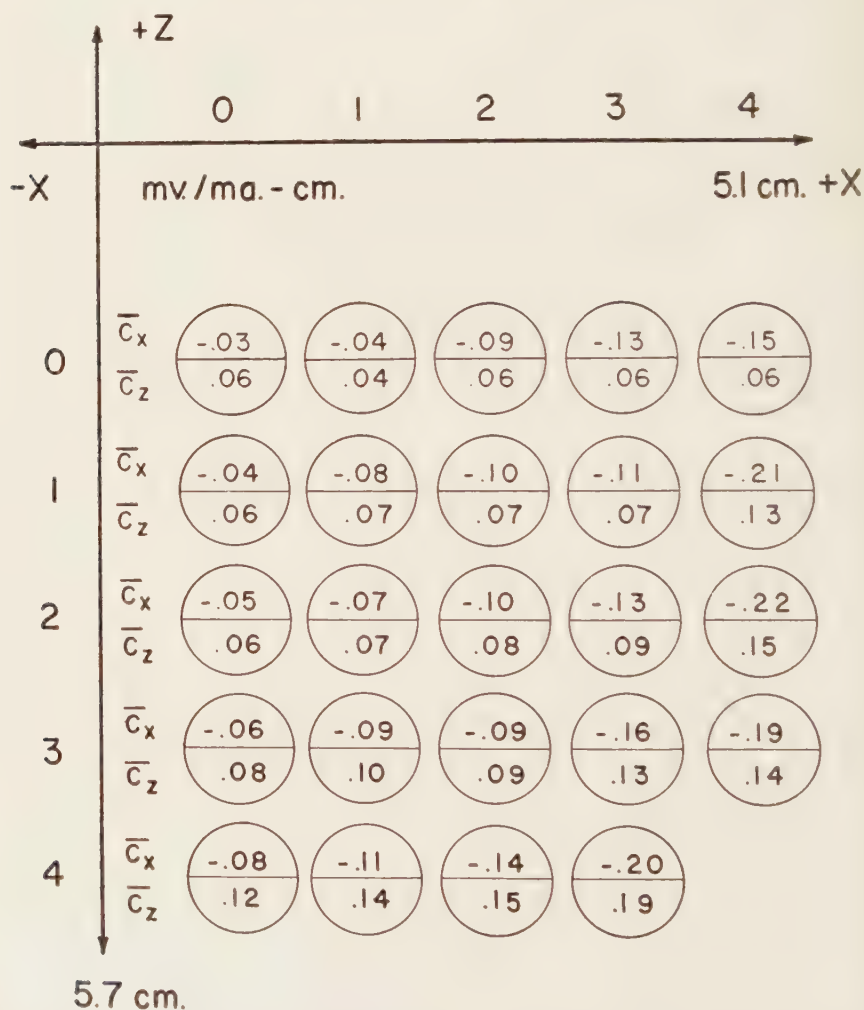 +Z
0 1 2 3 4
-X mv./ma. - cm. 5.1 cm. +X
C̅x -.03 -.04 -.09 -.13 -.15
0
C̅z .06 .04 .06 .06 .06
C̅x -.04 -.08 -.10 -.11 -.21
1
C̅z .06 .07 .07 .07 .13
C̅x -.05 -.07 -.10 -.13 -.22
2
C̅z .06 .07 .08 .09 .15
C̅x -.06 -.09 -.09 -.16 -.19
3
C̅z .08 .10 .09 .13 .14
C̅x -.08 -.11 -.14 -.20
4
C̅z .12 .14 .15 .19
5.7 cm.